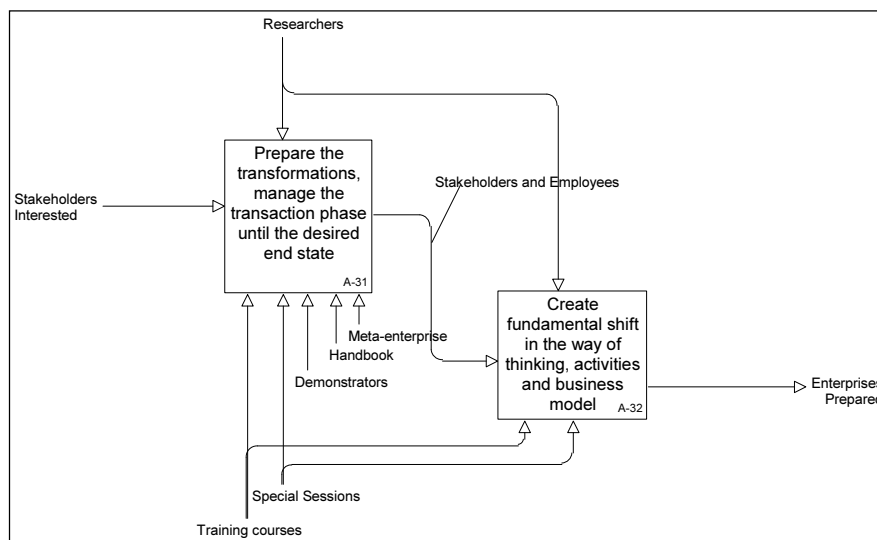 Researchers
Prepare the
transformations,
manage the
transaction phase
until the desired
end state
A-31
Stakeholders
Interested
Stakeholders and Employees
Create
fundamental shift
in the way of
thinking, activities
and business
model
A-32
Meta-enterprise
Handbook
Demonstrators
Enterprises
Prepared
Special Sessions
Training courses